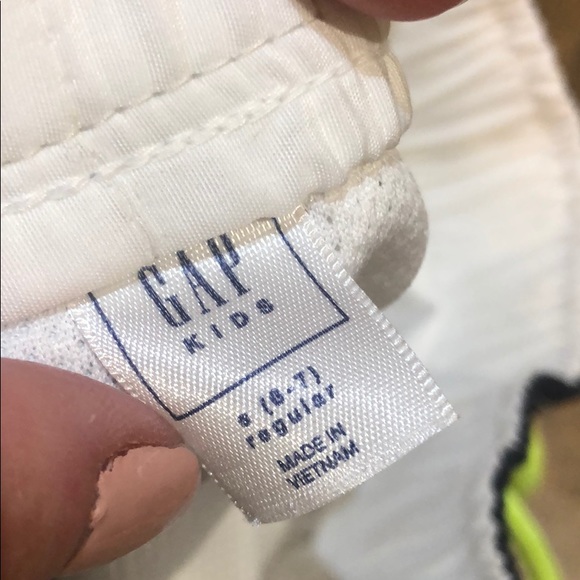 GAP
KIDS
s (6-7)
regular
MADE IN
VIETNAM